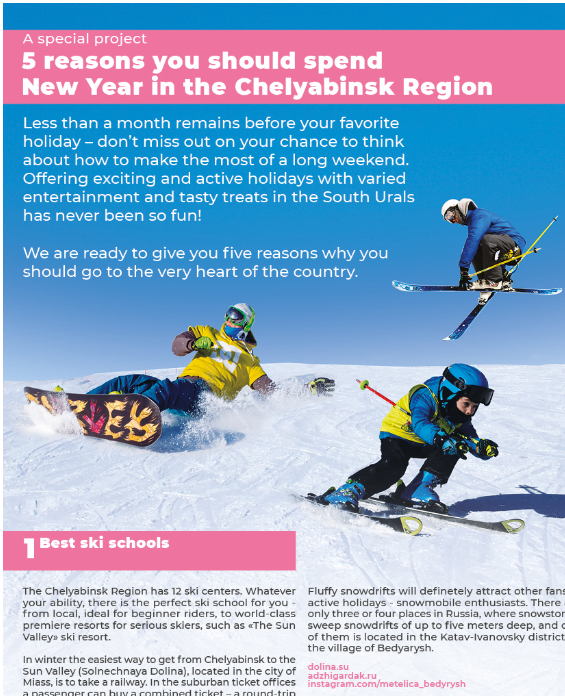 A special project
5 reasons you should spend
New Year in the Chelyabinsk Region
Less than a month remains before your favorite
holiday – don't miss out on your chance to think
about how to make the most of a long weekend.
Offering exciting and active holidays with varied
entertainment and tasty treats in the South Urals
has never been so fun!
We are ready to give you five reasons why you
should go to the very heart of the country.
1 Best ski schools
The Chelyabinsk Region has 12 ski centers. Whatever
your ability, there is the perfect ski school for you -
from local, ideal for beginner riders, to world-class
premiere resorts for serious skiers, such as «The Sun
Valley» ski resort.
In winter the easiest way to get from Chelyabinsk to the
Sun Valley (Solnechnaya Dolina), located in the city of
Miass, is to take a railway. In the suburban ticket offices
a passenger can buy a combined ticket – a round-trip
Fluffy snowdrifts will definetely attract other fans
active holidays - snowmobile enthusiasts. There
only three or four places in Russia, where snowstor
sweep snowdrifts of up to five meters deep, and
of them is located in the Katav-Ivanovsky district
the village of Bedyarysh.
dolina.su
adzhigardak.ru
instagram.com/metelica_bedyrysh